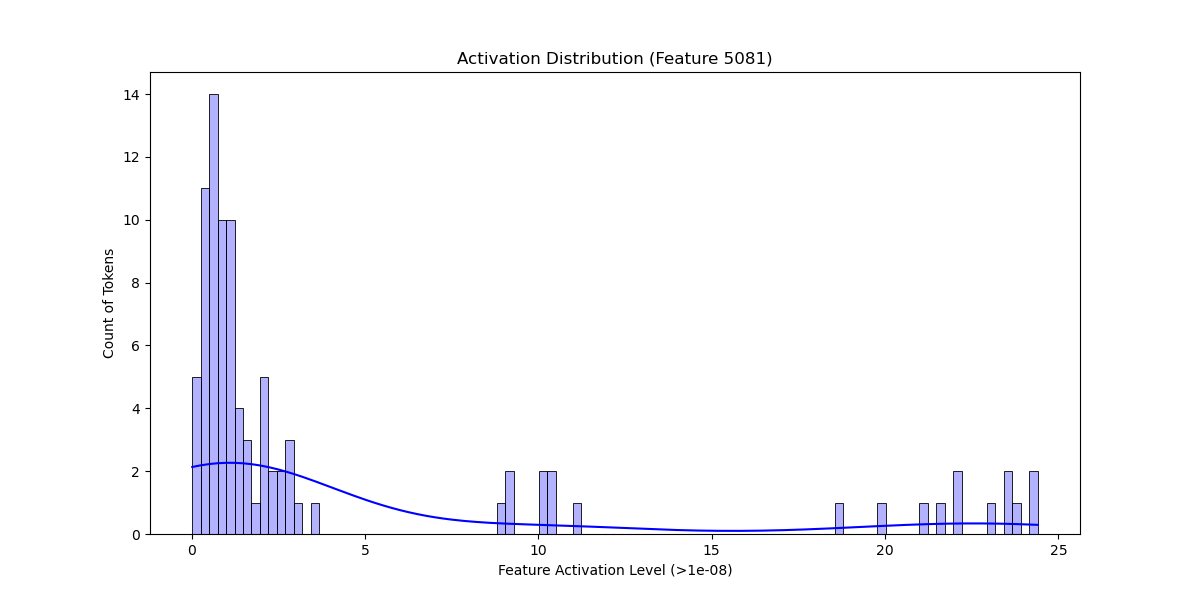 Activation Distribution (Feature 5081)
14
12
10
8
6
4
2
0
Count of Tokens
0 5 10 15 20 25
Feature Activation Level (>1e-08)